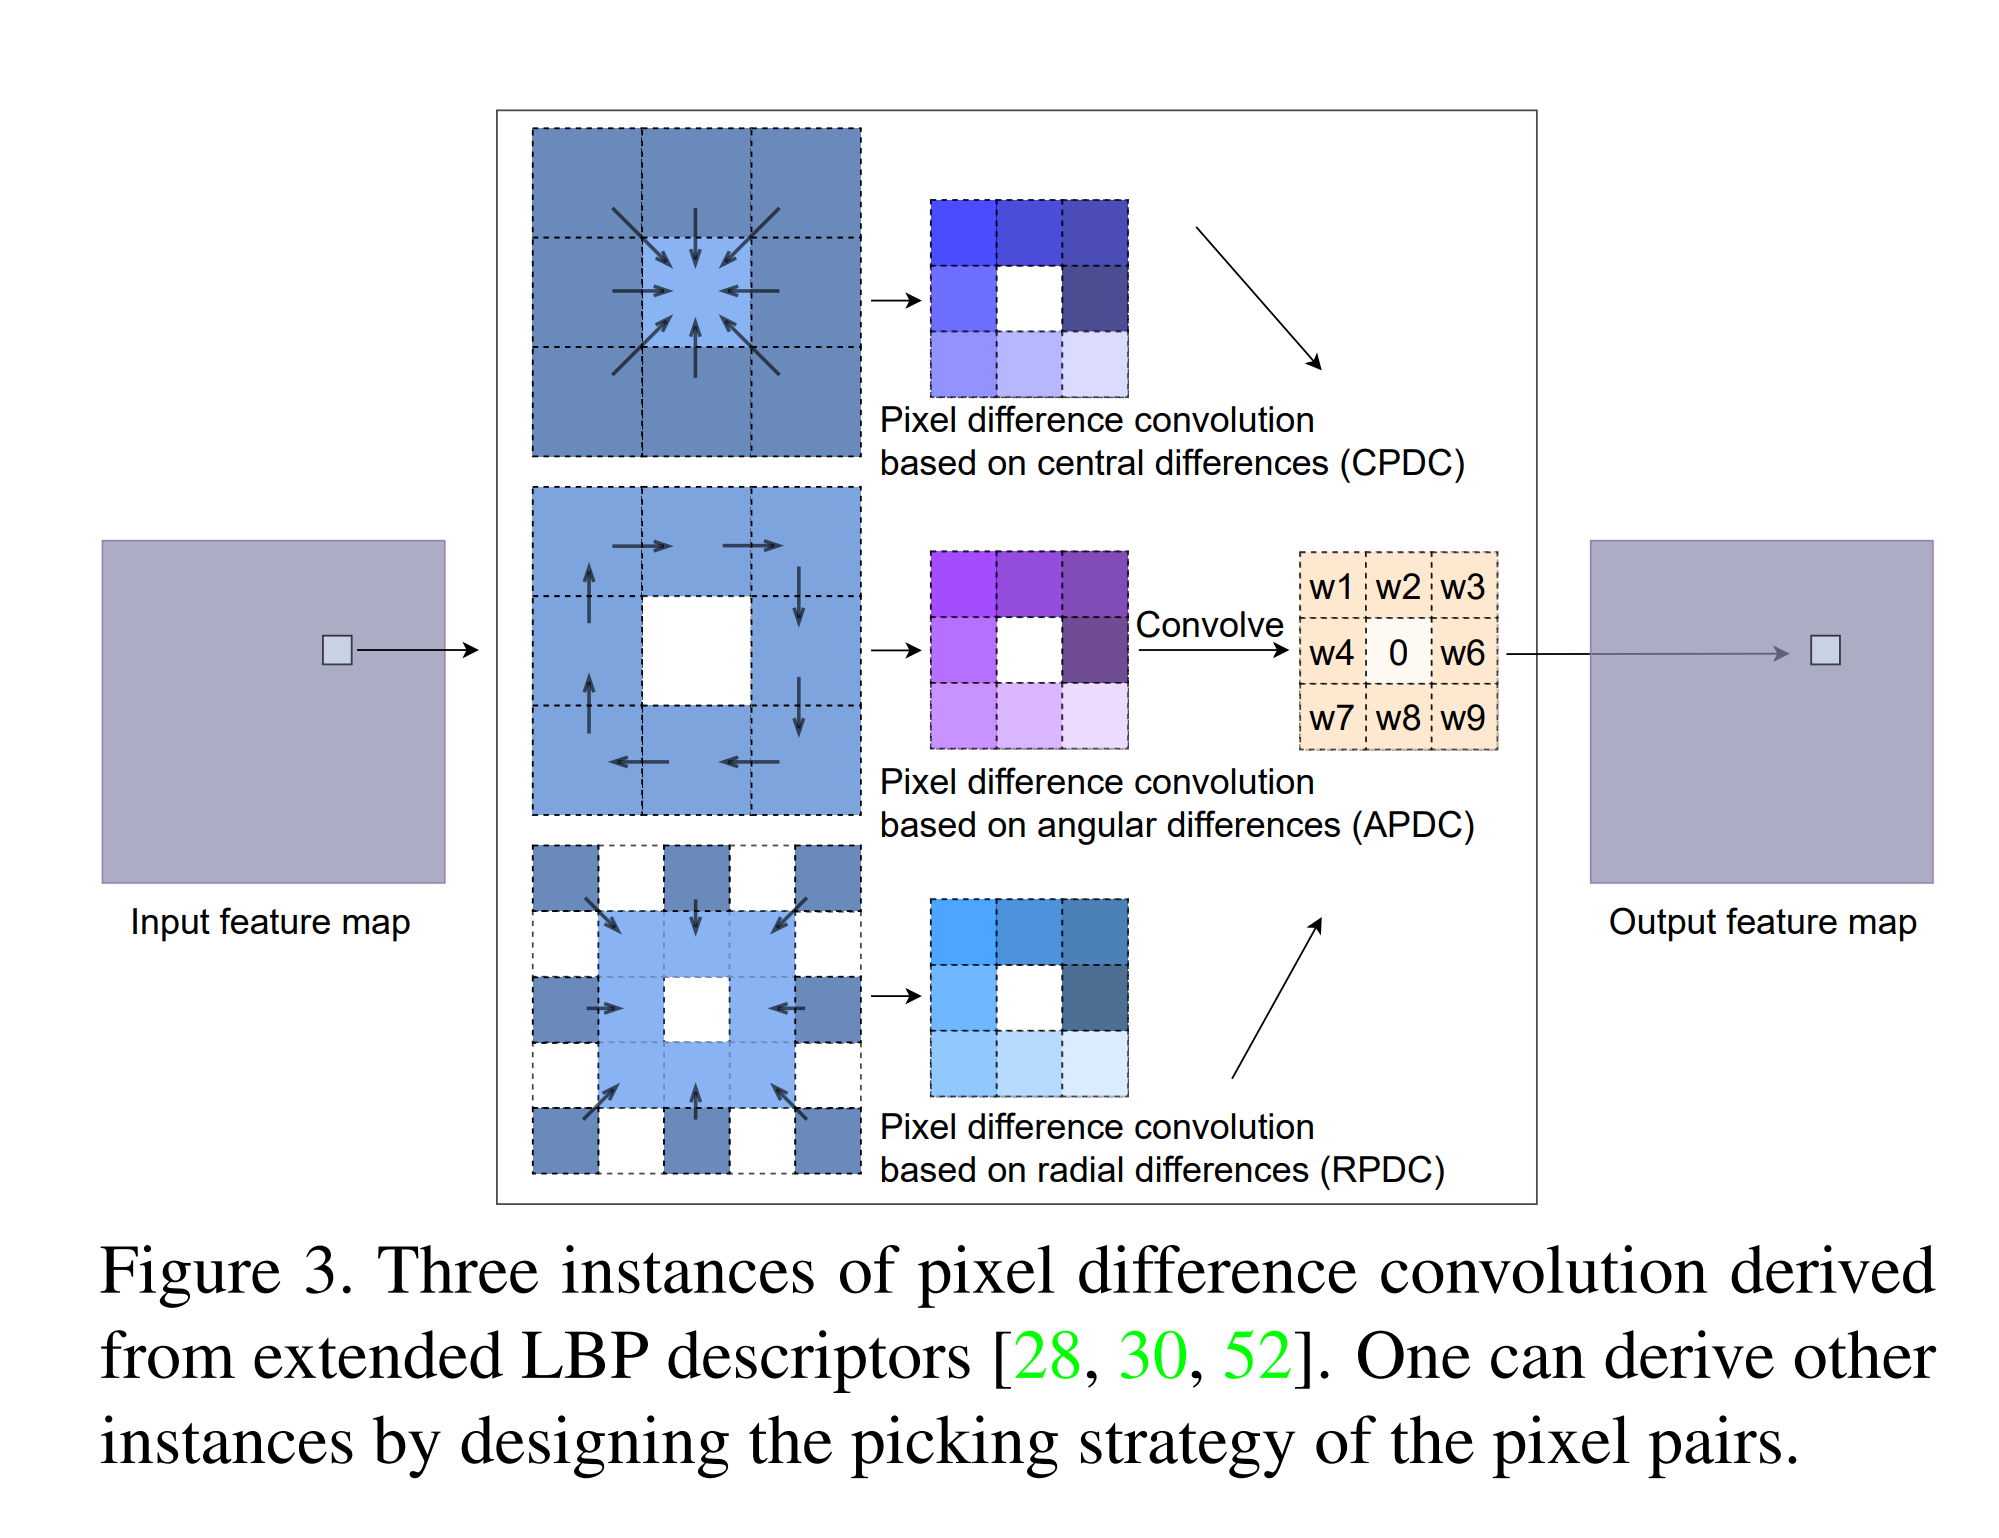 Pixel difference convolution
based on central differences (CPDC)
Convolve
w1 w2 w3
w4 0 w6
w7 w8 w9
Pixel difference convolution
based on angular differences (APDC)
Input feature map
Output feature map
Pixel difference convolution
based on radial differences (RPDC)
Figure 3. Three instances of pixel difference convolution derived
from extended LBP descriptors [28, 30, 52]. One can derive other
instances by designing the picking strategy of the pixel pairs.